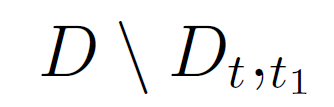 D \ D_{t,t_1}